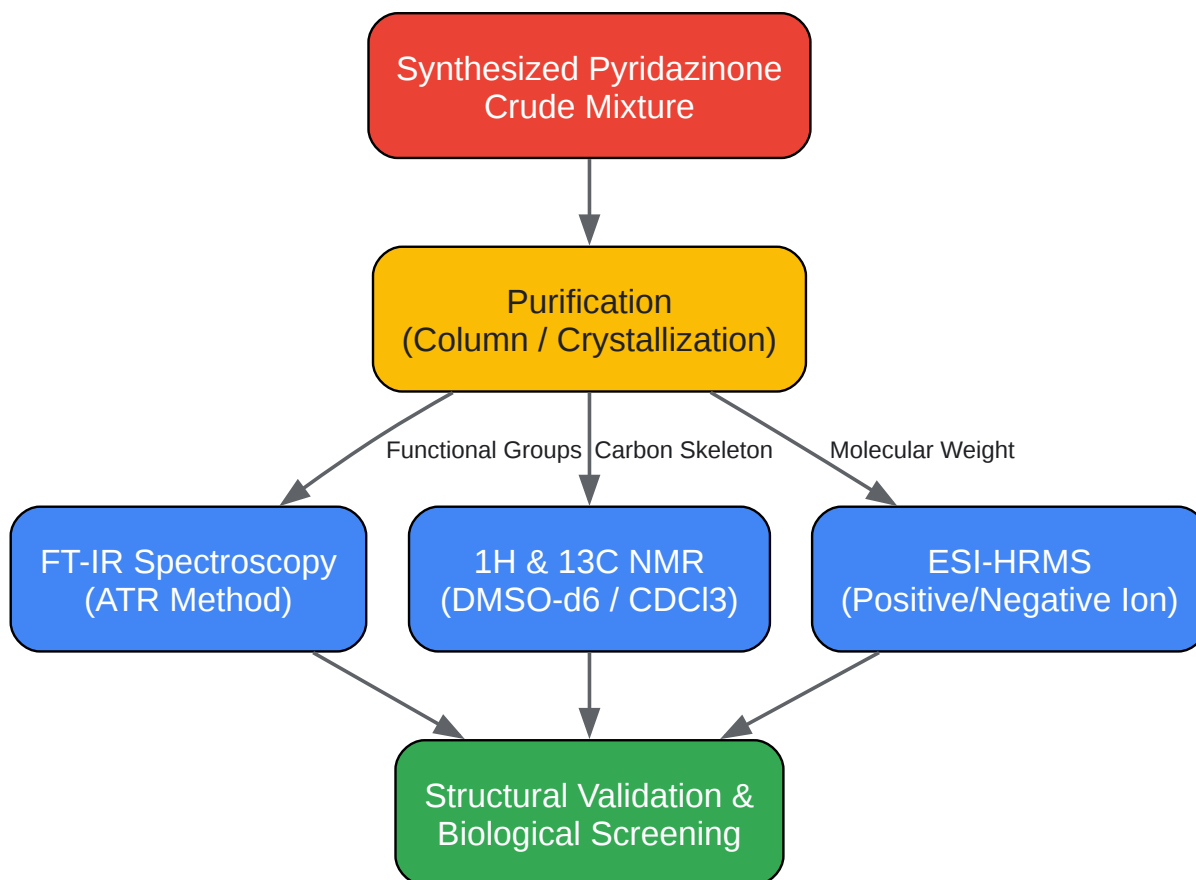 Synthesized Pyridazinone
Crude Mixture
Purification
(Column / Crystallization)
Functional Groups
Carbon Skeleton
Molecular Weight
FT-IR Spectroscopy
(ATR Method)
1H & 13C NMR
(DMSO-d6 / CDCl3)
ESI-HRMS
(Positive/Negative Ion)
Structural Validation &
Biological Screening